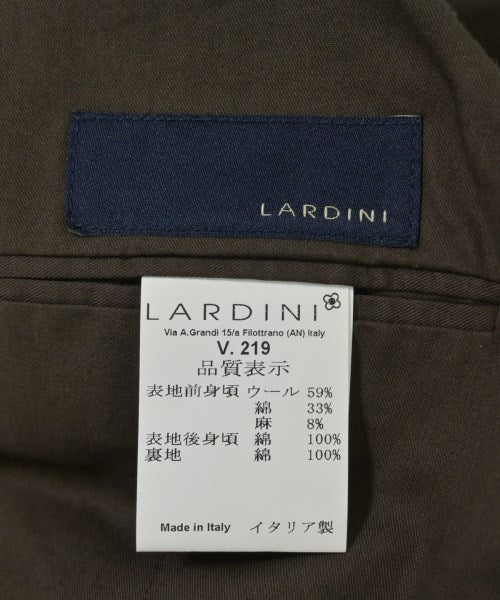 LARDINI
LARDINI
Via A.Grandi 15/a Filottrano (AN) Italy
V. 219
品質表示
表地前身頃 ウール 59%
綿 33%
麻 8%
表地後身頃 綿 100%
裏地 綿 100%
Made in Italy イタリア製